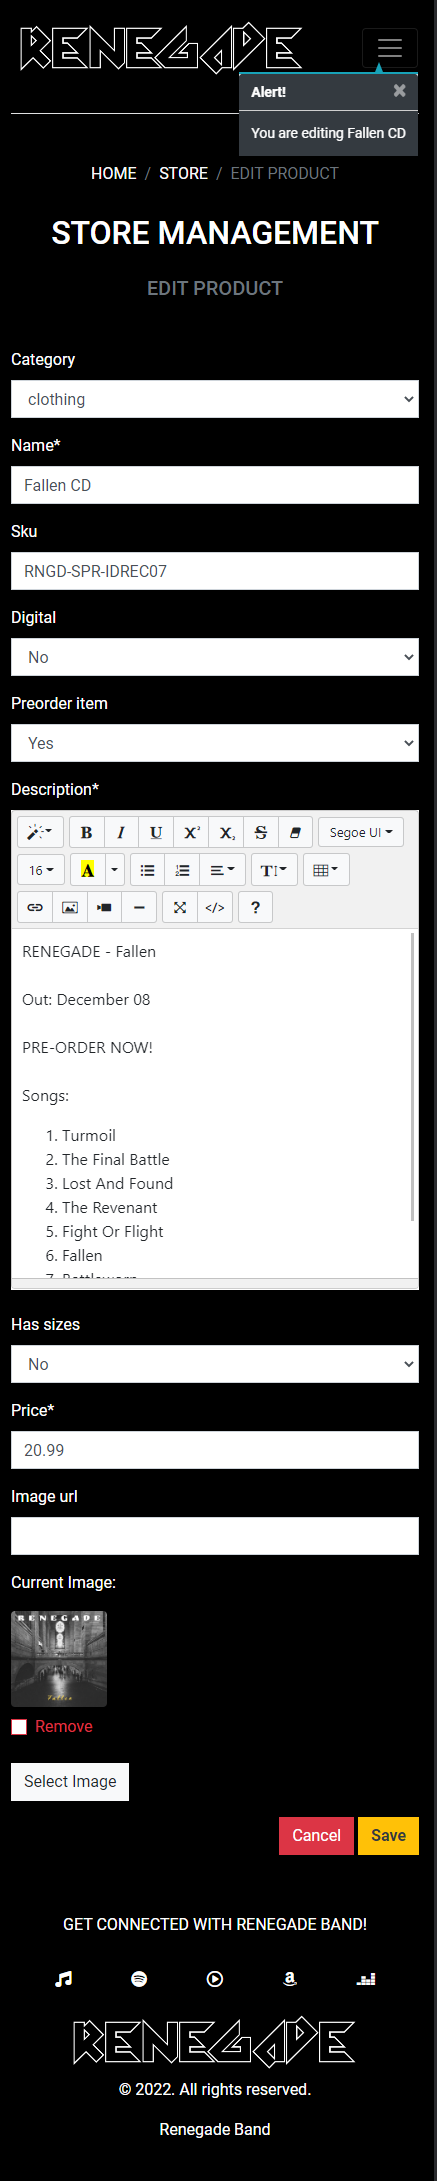 RENEGADE
Alert!
You are editing Fallen CD
HOME / STORE / EDIT PRODUCT
STORE MANAGEMENT
EDIT PRODUCT
Category
clothing
Name*
Fallen CD
Sku
RNGD-SPR-IDREC07
Digital
No
Preorder item
Yes
Description*
B I U X² X₂ S Segoe UI
16 A T
</> ?
RENEGADE - Fallen
Out: December 08
PRE-ORDER NOW!
Songs:
1. Turmoil
2. The Final Battle
3. Lost And Found
4. The Revenant
5. Fight Or Flight
6. Fallen
Has sizes
No
Price*
20.99
Image url
Current Image:
RENEGADE
Fallen
Remove
Select Image
Cancel Save
GET CONNECTED WITH RENEGADE BAND!
RENEGADE
© 2022. All rights reserved.
Renegade Band